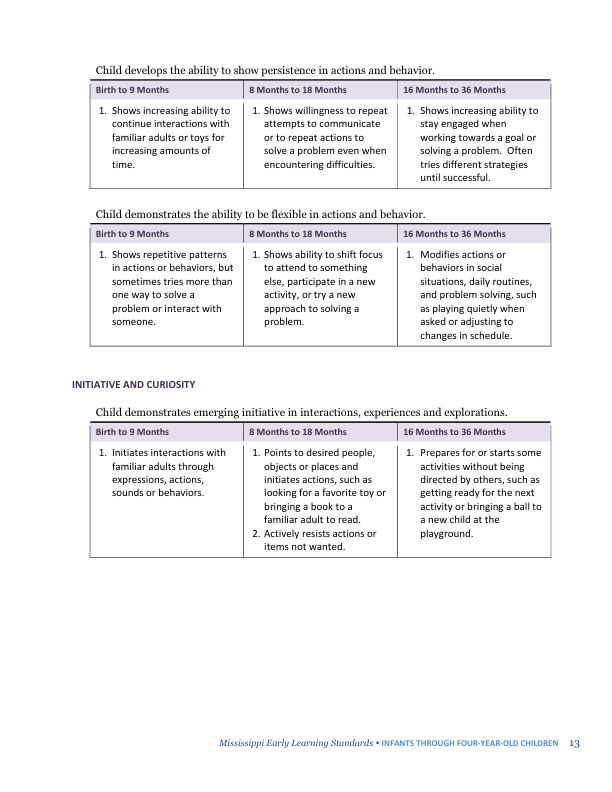 Child develops the ability to show persistence in actions and behavior.
Birth to 9 Months
8 Months to 18 Months
16 Months to 36 Months
1. Shows increasing ability to
continue interactions with
familiar adults or toys for
increasing amounts of
time.
1. Shows willingness to repeat
attempts to communicate
or to repeat actions to
solve a problem even when
encountering difficulties.
1. Shows increasing ability to
stay engaged when
working towards a goal or
solving a problem.  Often
tries different strategies
until successful.
Child demonstrates the ability to be flexible in actions and behavior.
Birth to 9 Months
8 Months to 18 Months
16 Months to 36 Months
1. Shows repetitive patterns
in actions or behaviors, but
sometimes tries more than
one way to solve a
problem or interact with
someone.
1. Shows ability to shift focus
to attend to something
else, participate in a new
activity, or try a new
approach to solving a
problem.
1. Modifies actions or
behaviors in social
situations, daily routines,
and problem solving, such
as playing quietly when
asked or adjusting to
changes in schedule.
INITIATIVE AND CURIOSITY
Child demonstrates emerging initiative in interactions, experiences and explorations.
Birth to 9 Months
8 Months to 18 Months
16 Months to 36 Months
1. Initiates interactions with
familiar adults through
expressions, actions,
sounds or behaviors.
1. Points to desired people,
objects or places and
initiates actions, such as
looking for a favorite toy or
bringing a book to a
familiar adult to read.
2. Actively resists actions or
items not wanted.
1. Prepares for or starts some
activities without being
directed by others, such as
getting ready for the next
activity or bringing a ball to
a new child at the
playground.
Mississippi Early Learning Standards • INFANTS THROUGH FOUR-YEAR-OLD CHILDREN 13